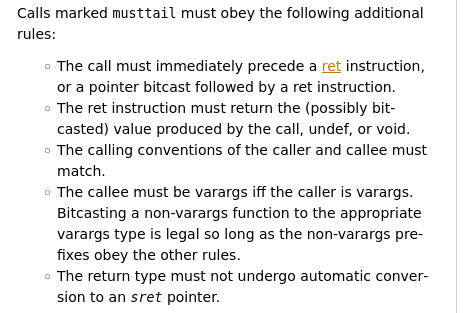 Calls marked musttail must obey the following additional
rules:
○ The call must immediately precede a ret instruction,
or a pointer bitcast followed by a ret instruction.
○ The ret instruction must return the (possibly bit-
casted) value produced by the call, undef, or void.
○ The calling conventions of the caller and callee must
match.
○ The callee must be varargs iff the caller is varargs.
Bitcasting a non-varargs function to the appropriate
varargs type is legal so long as the non-varargs pre-
fixes obey the other rules.
○ The return type must not undergo automatic conver-
sion to an sret pointer.